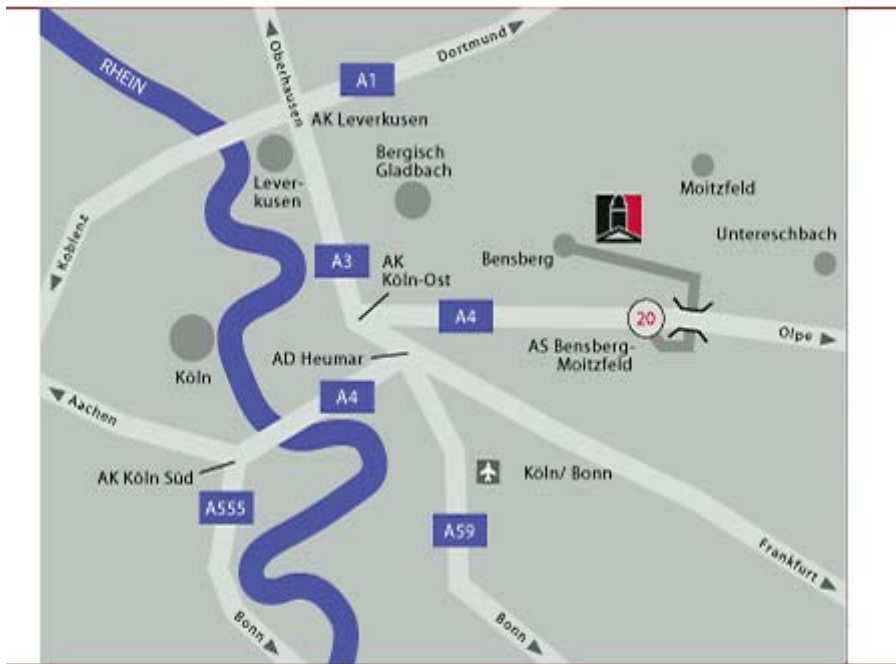 Dortmund
Oberhausen
RHEIN
A1
AK Leverkusen
Bergisch
Gladbach
Lever-
kusen
Moitzfeld
Koblenz
Untereschbach
Bensberg
A3
AK
Köln-Ost
A4
20
Olpe
AS Bensberg-
Moitzfeld
AD Heumar
Köln
A4
Aachen
AK Köln Süd
Köln/ Bonn
A555
A59
Frankfurt
Bonn
Bonn